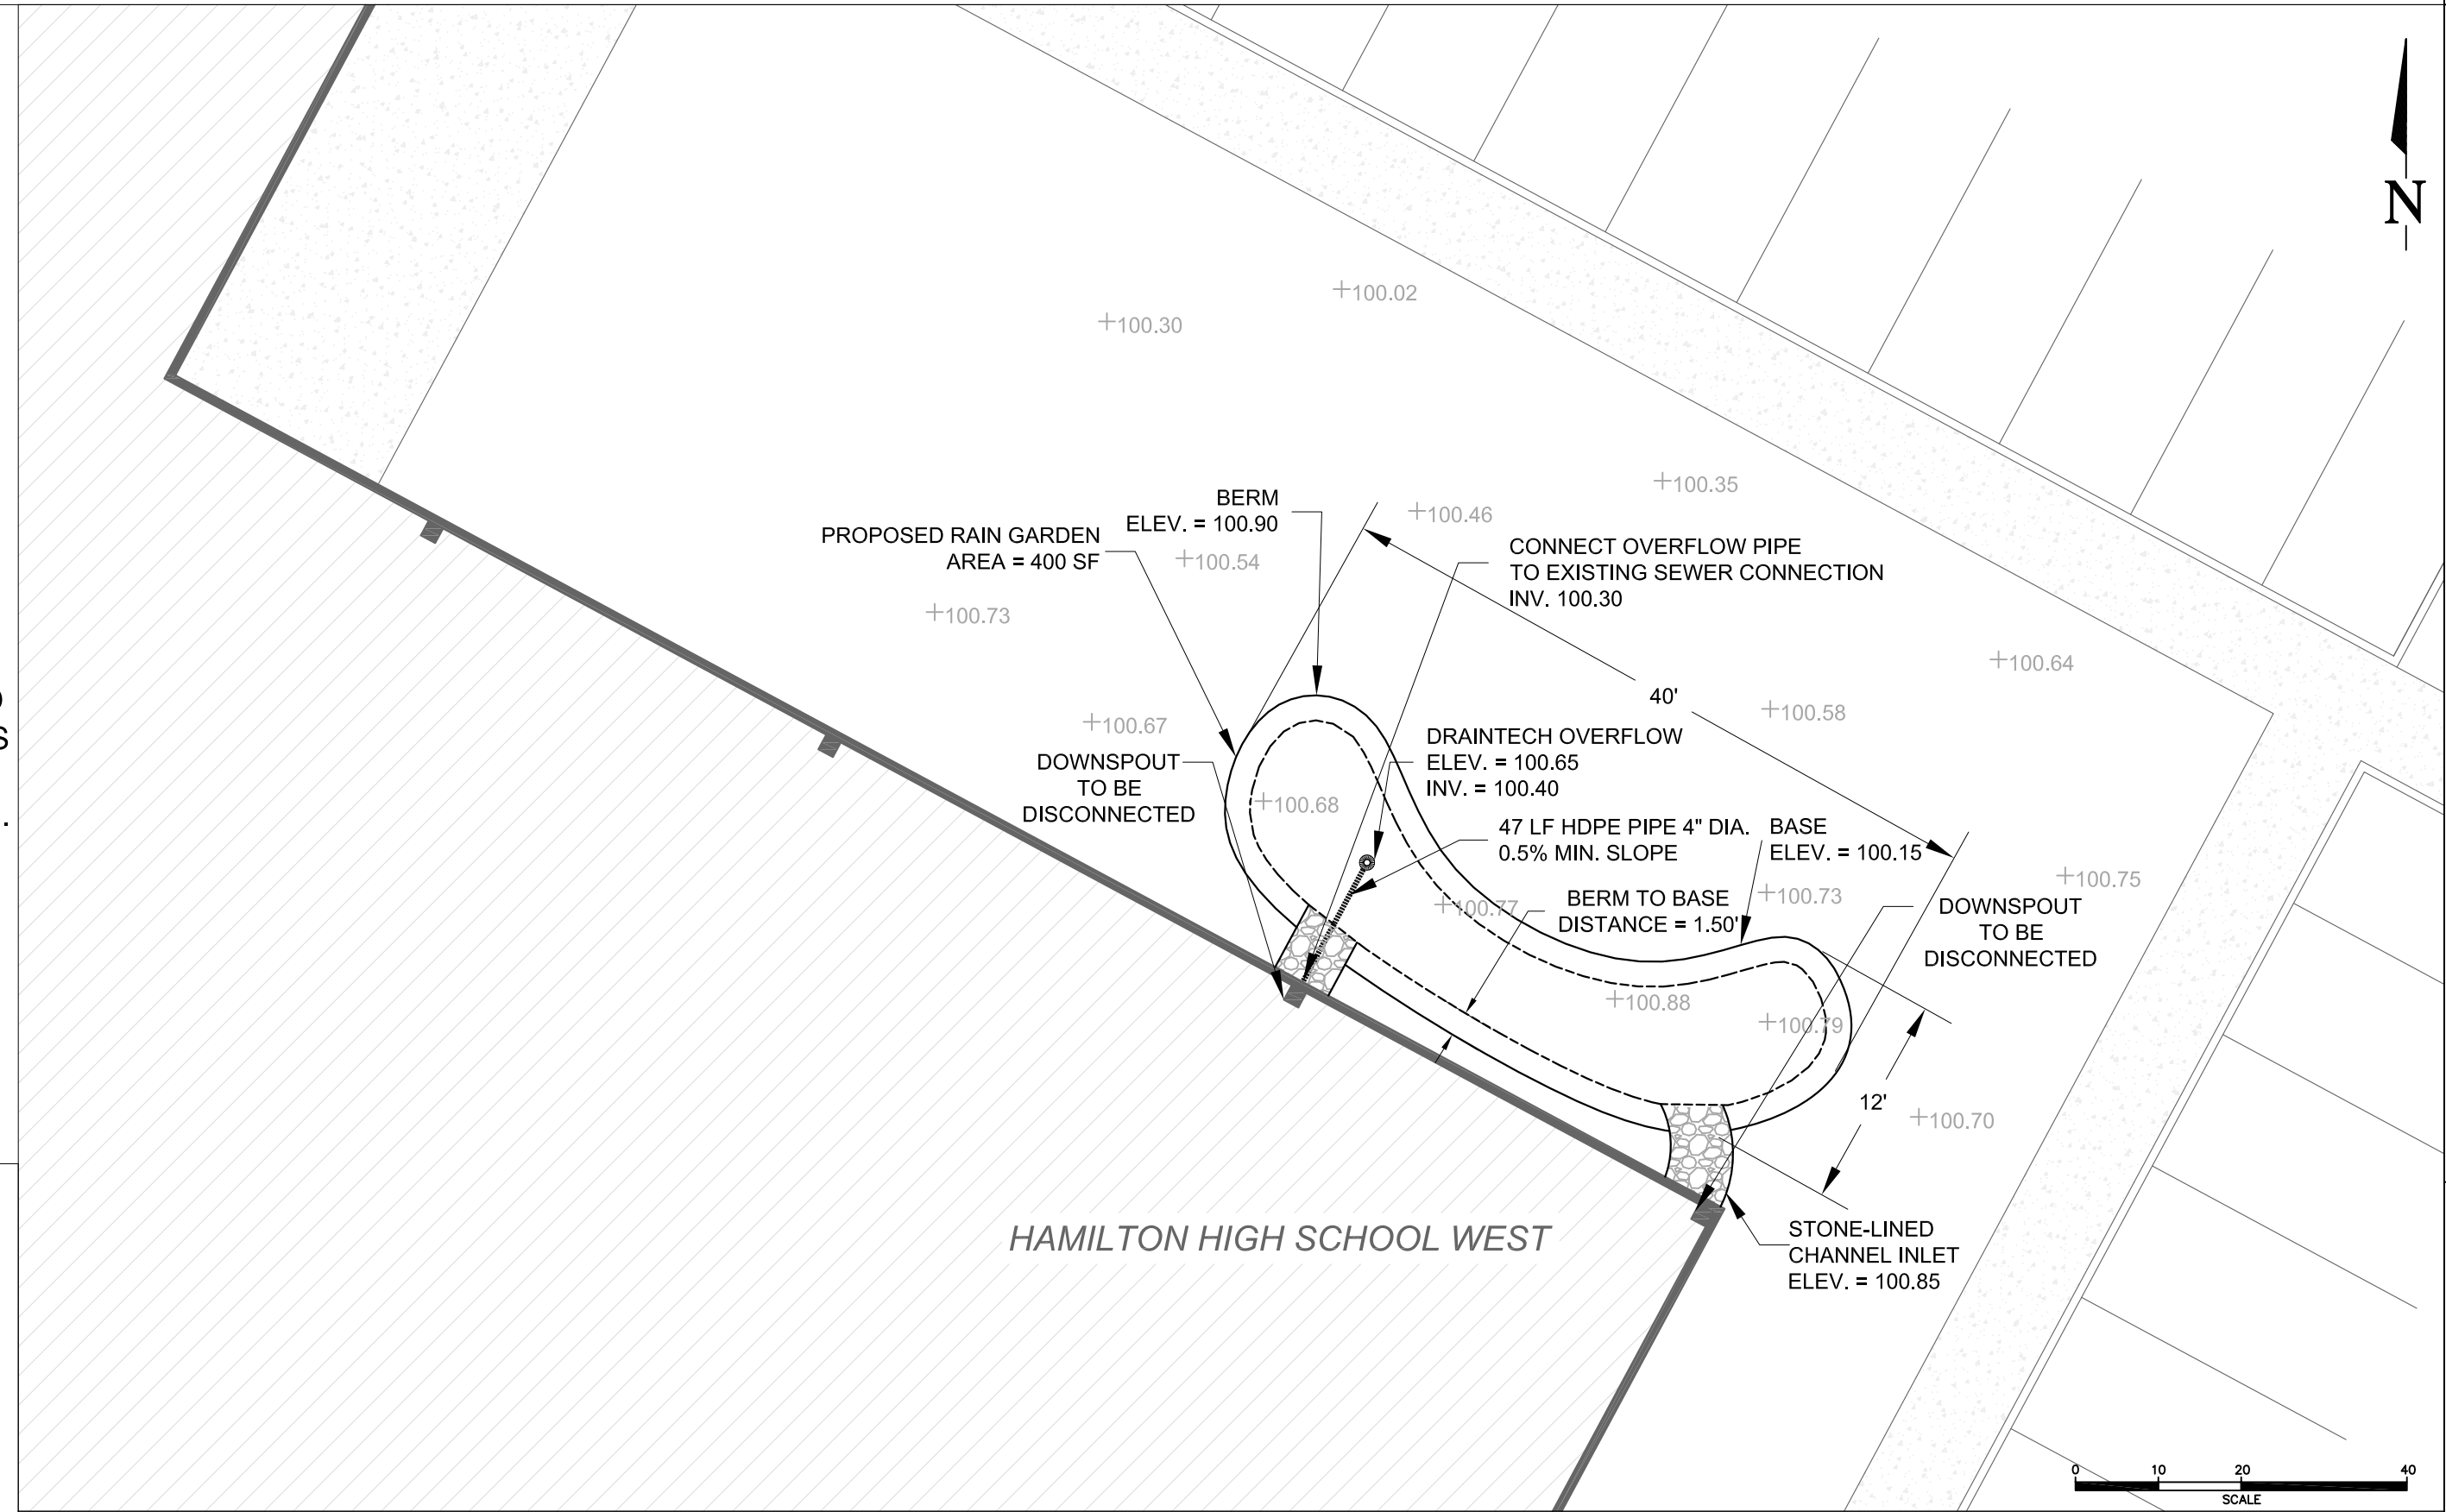 N
+100.02
+100.30
+100.35
+100.46
BERM
ELEV. = 100.90
PROPOSED RAIN GARDEN
AREA = 400 SF
+100.54
CONNECT OVERFLOW PIPE
TO EXISTING SEWER CONNECTION
INV. 100.30
+100.73
+100.64
40'
+100.58
+100.67
DOWNSPOUT
TO BE
DISCONNECTED
DRAINTECH OVERFLOW
ELEV. = 100.65
INV. = 100.40
+100.68
47 LF HDPE PIPE 4" DIA.
0.5% MIN. SLOPE
BASE
ELEV. = 100.15
+100.75
+100.73
+100.77
BERM TO BASE
DISTANCE = 1.50'
DOWNSPOUT
TO BE
DISCONNECTED
+100.88
+100.79
12'
+100.70
STONE-LINED
CHANNEL INLET
ELEV. = 100.85
HAMILTON HIGH SCHOOL WEST
0 10 20 40
SCALE
S
.